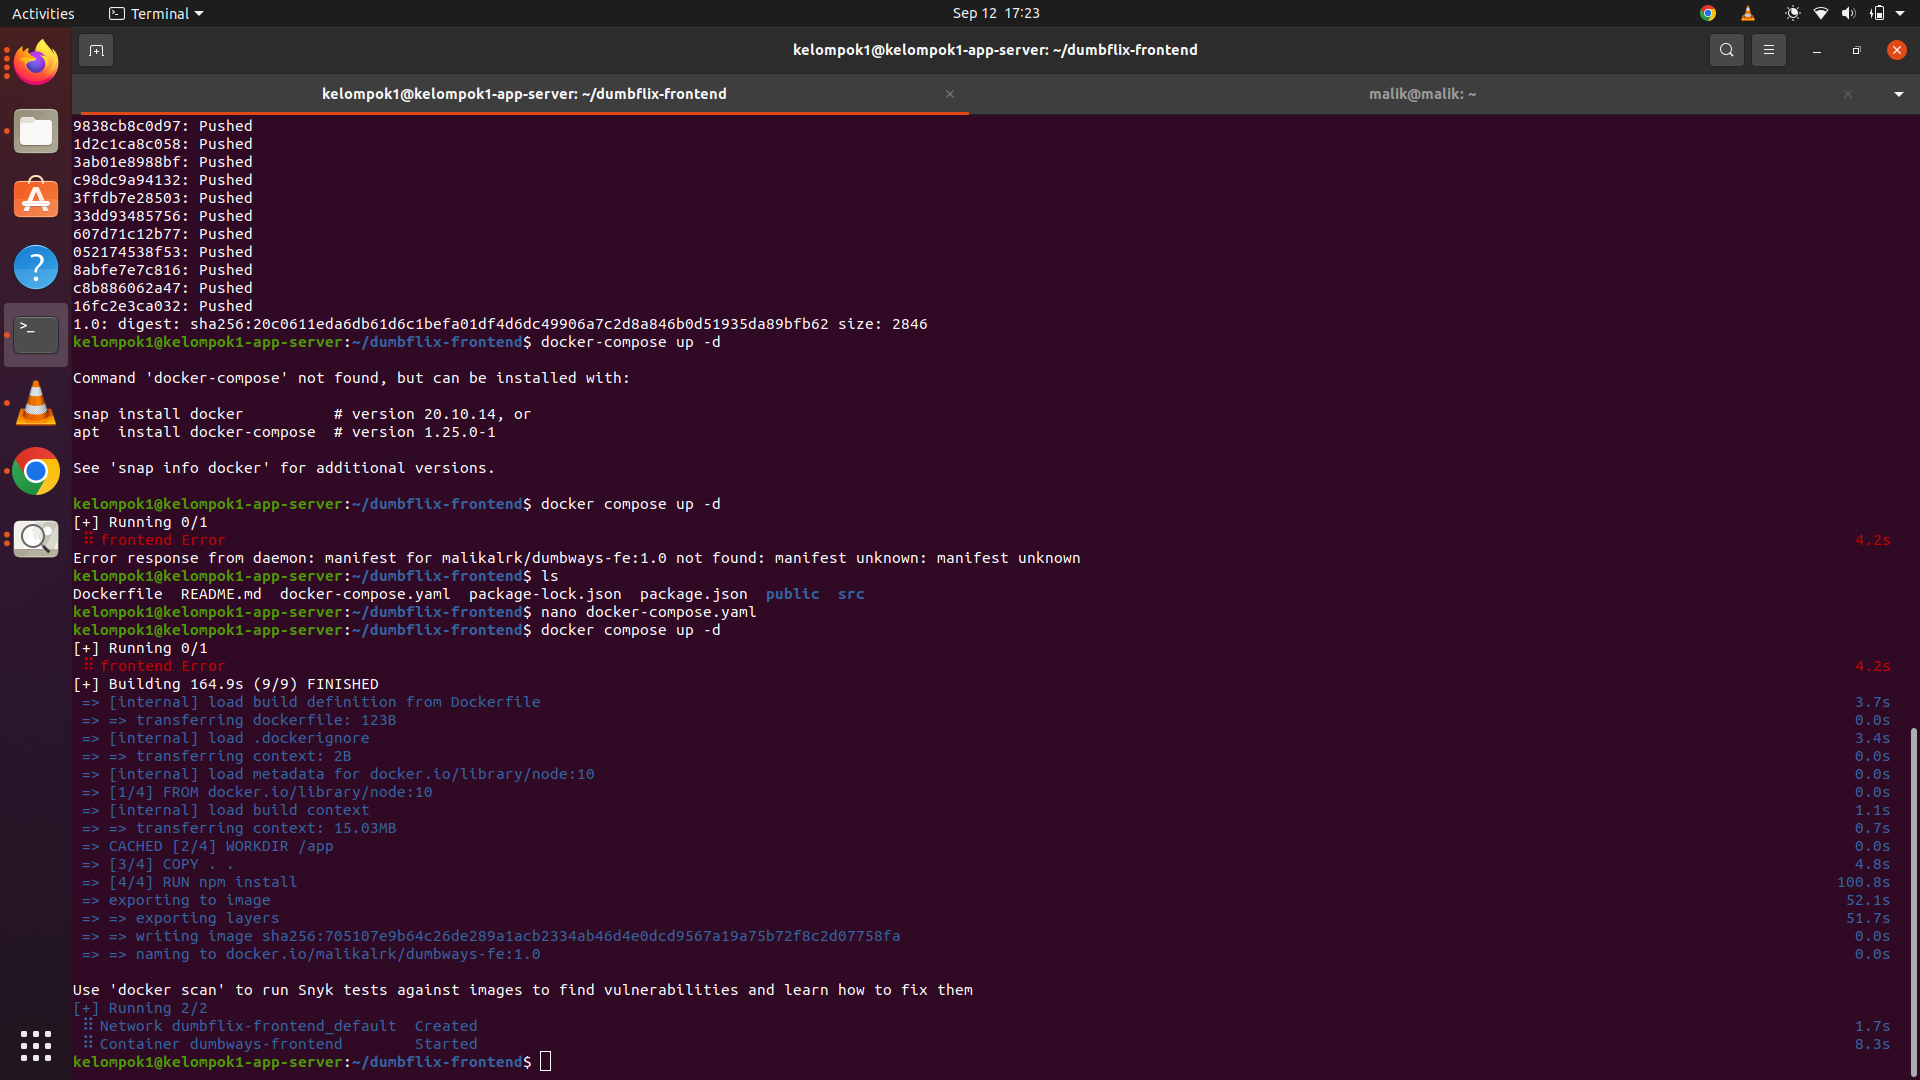 Activities
Terminal
Sep 12  17:23
kelompok1@kelompok1-app-server: ~/dumbflix-frontend
kelompok1@kelompok1-app-server: ~/dumbflix-frontend
malik@malik: ~
9838cb8c0d97: Pushed
1d2c1ca8c058: Pushed
3ab01e8988bf: Pushed
c98dc9a94132: Pushed
3ffdb7e28503: Pushed
33dd93485756: Pushed
607d71c12b77: Pushed
052174538f53: Pushed
8abfe7e7c816: Pushed
c8b886062a47: Pushed
16fc2e3ca032: Pushed
1.0: digest: sha256:20c0611eda6db61d6c1befa01df4d6dc49906a7c2d8a846b0d51935da89bfb62 size: 2846
kelompok1@kelompok1-app-server:~/dumbflix-frontend$ docker-compose up -d
Command 'docker-compose' not found, but can be installed with:
snap install docker          # version 20.10.14, or
apt  install docker-compose  # version 1.25.0-1
See 'snap info docker' for additional versions.
kelompok1@kelompok1-app-server:~/dumbflix-frontend$ docker compose up -d
[+] Running 0/1
frontend Error 4.2s
Error response from daemon: manifest for malikalrk/dumbways-fe:1.0 not found: manifest unknown: manifest unknown
kelompok1@kelompok1-app-server:~/dumbflix-frontend$ ls
Dockerfile  README.md  docker-compose.yaml  package-lock.json  package.json  public  src
kelompok1@kelompok1-app-server:~/dumbflix-frontend$ nano docker-compose.yaml
kelompok1@kelompok1-app-server:~/dumbflix-frontend$ docker compose up -d
[+] Running 0/1
frontend Error 4.2s
[+] Building 164.9s (9/9) FINISHED
=> [internal] load build definition from Dockerfile 3.7s
=> => transferring dockerfile: 123B 0.0s
=> [internal] load .dockerignore 3.4s
=> => transferring context: 2B 0.0s
=> [internal] load metadata for docker.io/library/node:10 0.0s
=> [1/4] FROM docker.io/library/node:10 0.0s
=> [internal] load build context 1.1s
=> => transferring context: 15.03MB 0.7s
=> CACHED [2/4] WORKDIR /app 0.0s
=> [3/4] COPY . . 4.8s
=> [4/4] RUN npm install 100.8s
=> exporting to image 52.1s
=> => exporting layers 51.7s
=> => writing image sha256:705107e9b64c26de289a1acb2334ab46d4e0dcd9567a19a75b72f8c2d07758fa 0.0s
=> => naming to docker.io/malikalrk/dumbways-fe:1.0 0.0s
Use 'docker scan' to run Snyk tests against images to find vulnerabilities and learn how to fix them
[+] Running 2/2
Network dumbflix-frontend_default  Created 1.7s
Container dumbways-frontend        Started 8.3s
kelompok1@kelompok1-app-server:~/dumbflix-frontend$